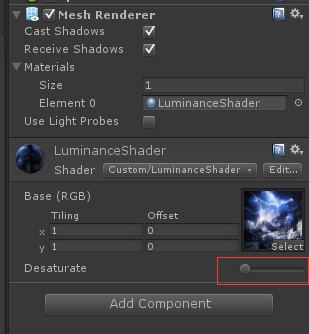 Mesh Renderer
Cast Shadows
Receive Shadows
Materials
Size 1
Element 0 LuminanceShader
Use Light Probes
LuminanceShader
Shader Custom/LuminanceShader Edit...
Base (RGB)
Tiling Offset
x 1 0
y 1 0
Select
Desaturate
Add Component